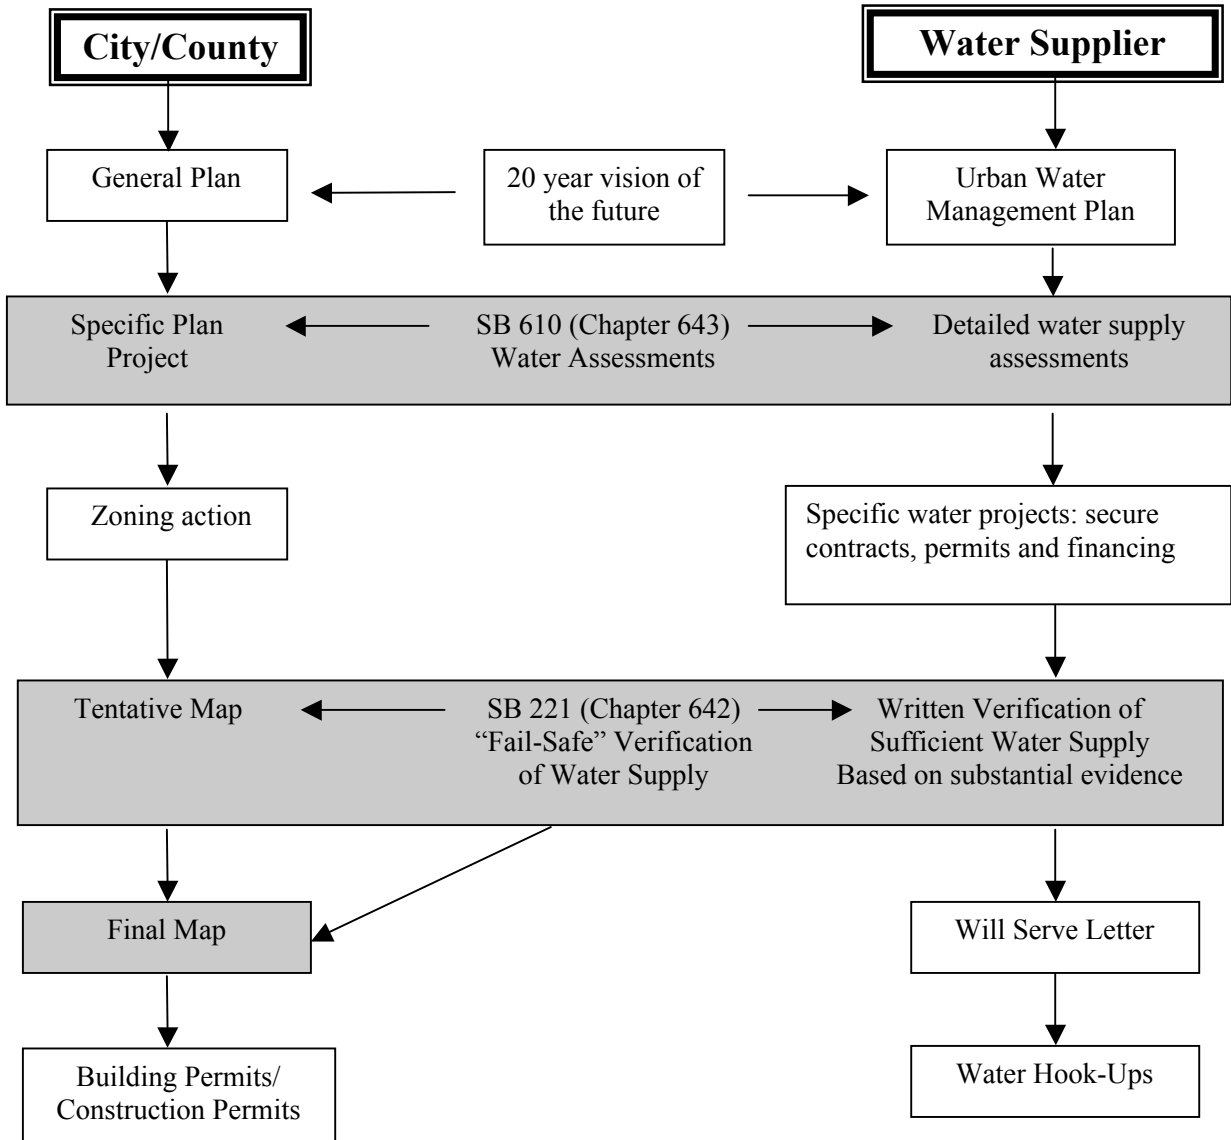 City/County
Water Supplier
General Plan
20 year vision of
the future
Urban Water
Management Plan
Specific Plan
Project
SB 610 (Chapter 643)
Water Assessments
Detailed water supply
assessments
Zoning action
Specific water projects: secure
contracts, permits and financing
Tentative Map
SB 221 (Chapter 642)
“Fail-Safe” Verification
of Water Supply
Written Verification of
Sufficient Water Supply
Based on substantial evidence
Final Map
Will Serve Letter
Building Permits/
Construction Permits
Water Hook-Ups